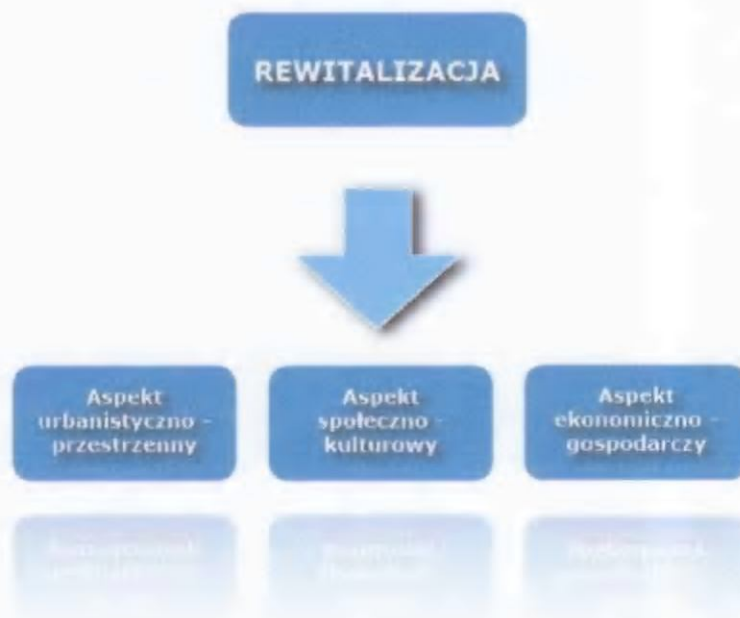 REWITALIZACJA
Aspekt
urbanistyczno -
przestrzenny
Aspekt
społeczno -
kulturowy
Aspekt
ekonomiczno -
gospodarczy